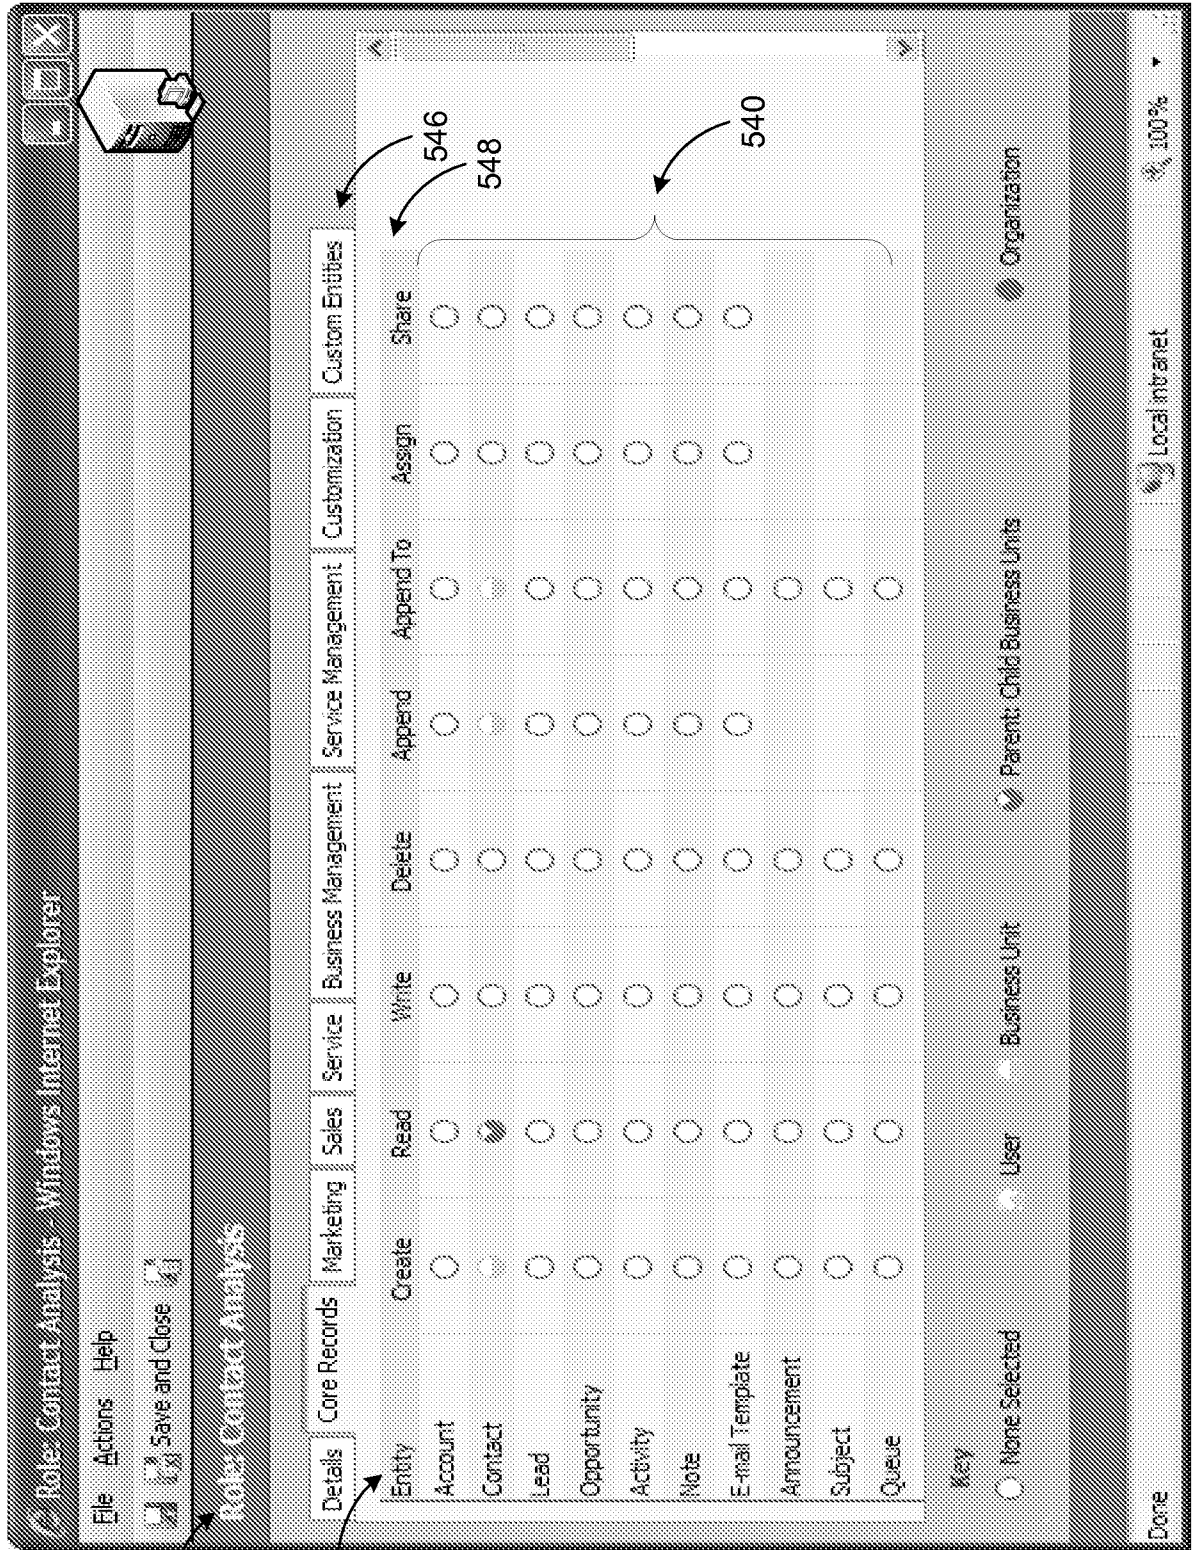 Role: Contact Analysis - Windows Internet Explorer
File Actions Help
Save and Close
Role: Contact Analysis
Details Core Records Marketing Sales Service Business Management Service Management Customization Custom Entities
546
548
Entity Create Read Write Delete Append Append To Assign Share
Account
Contact
Lead
Opportunity
Activity
Note
E-mail Template
Announcement
Subject
Queue
540
Key
None Selected User Business Unit Parent: Child Business Units Organization
Done Local intranet 100%